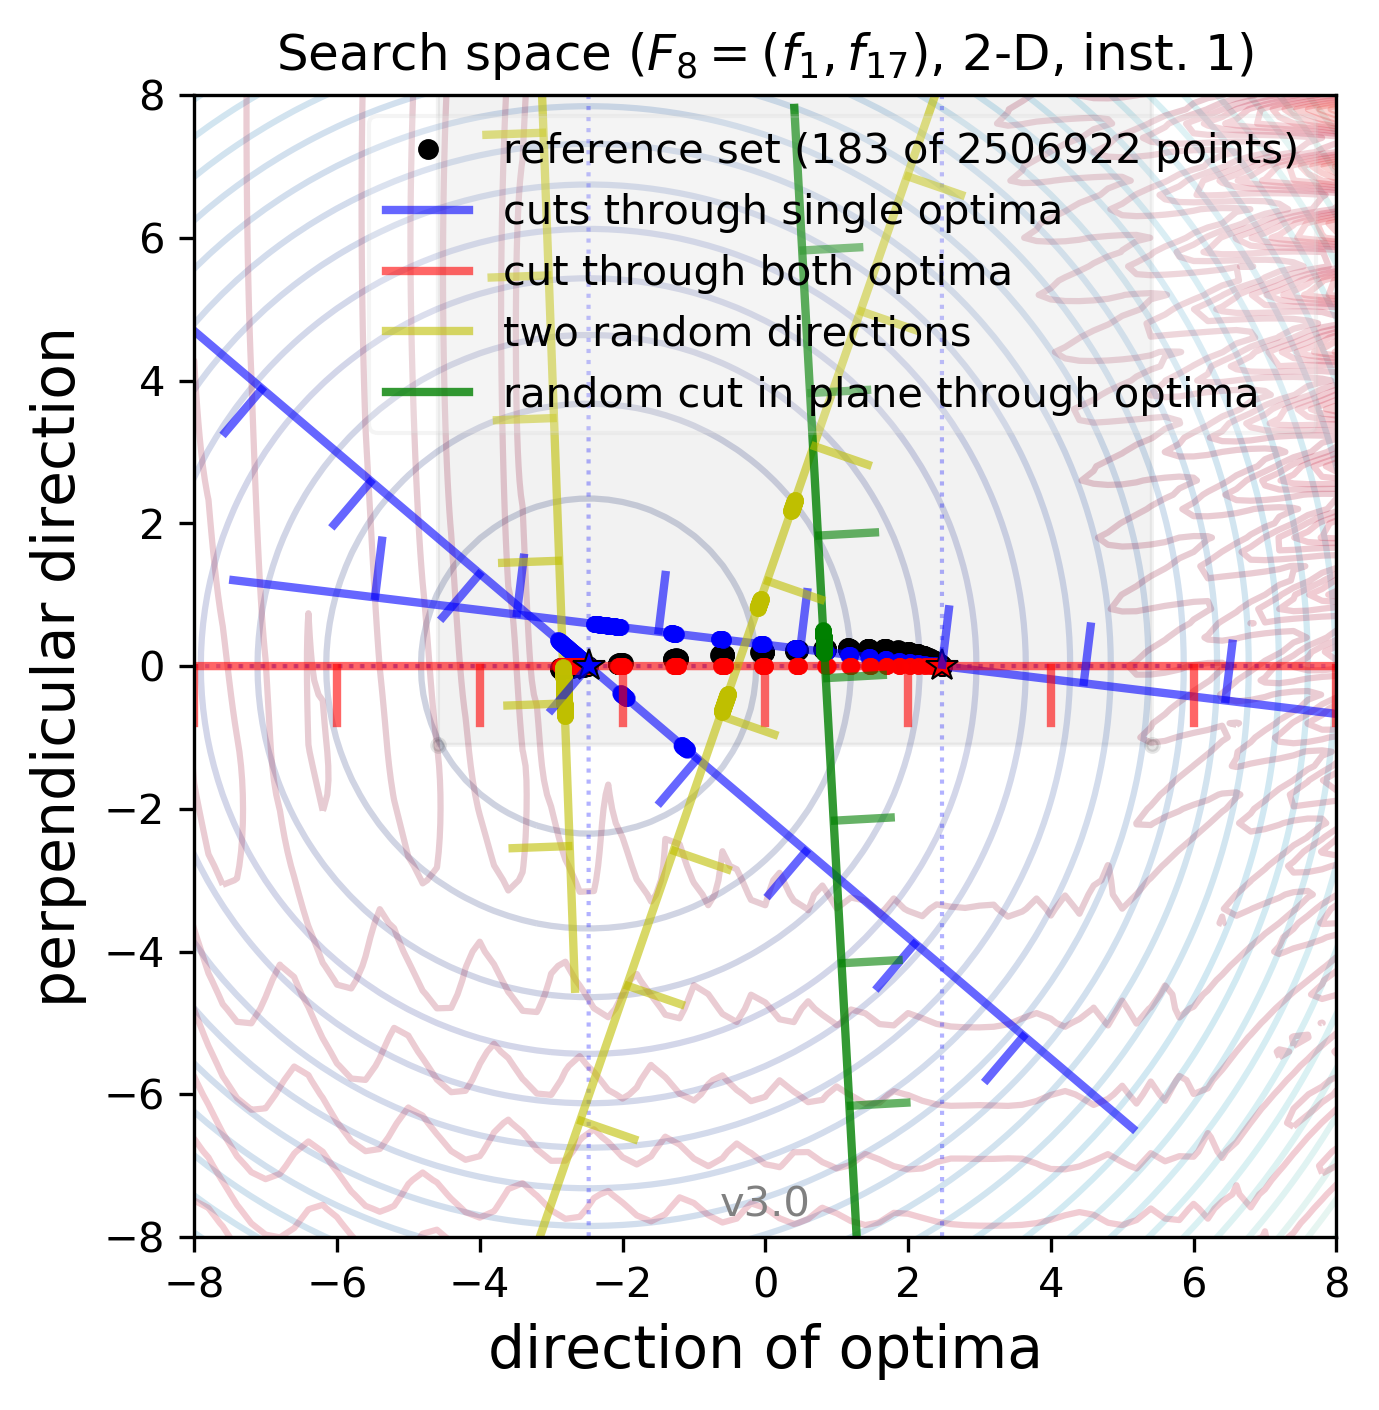 Search space (F₈ = (f₁, f₁₇), 2-D, inst. 1)
reference set (183 of 2506922 points)
cuts through single optima
cut through both optima
two random directions
random cut in plane through optima
8
6
4
2
0
−2
−4
−6
−8
perpendicular direction
v3.0
−8 −6 −4 −2 0 2 4 6 8
direction of optima